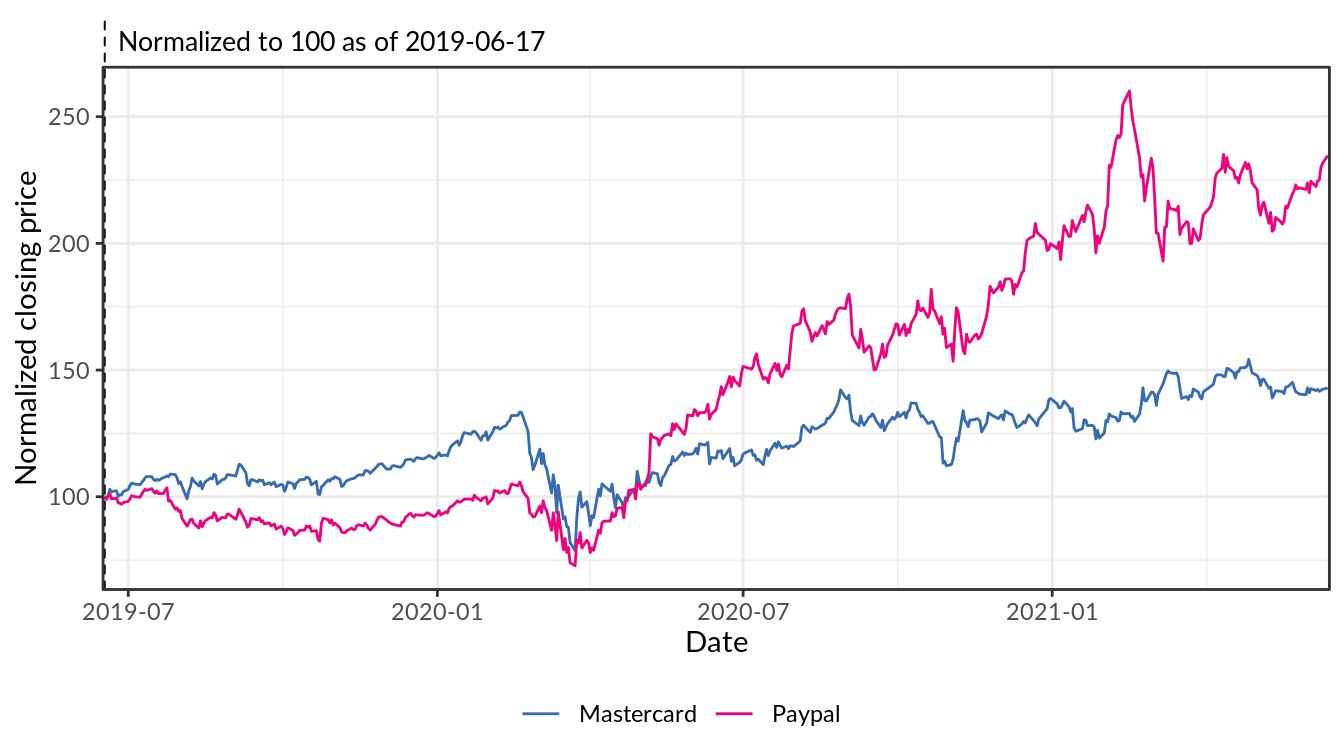 Normalized to 100 as of 2019-06-17
Normalized closing price
250
200
150
100
2019-07 2020-01 2020-07 2021-01
Date
Mastercard Paypal